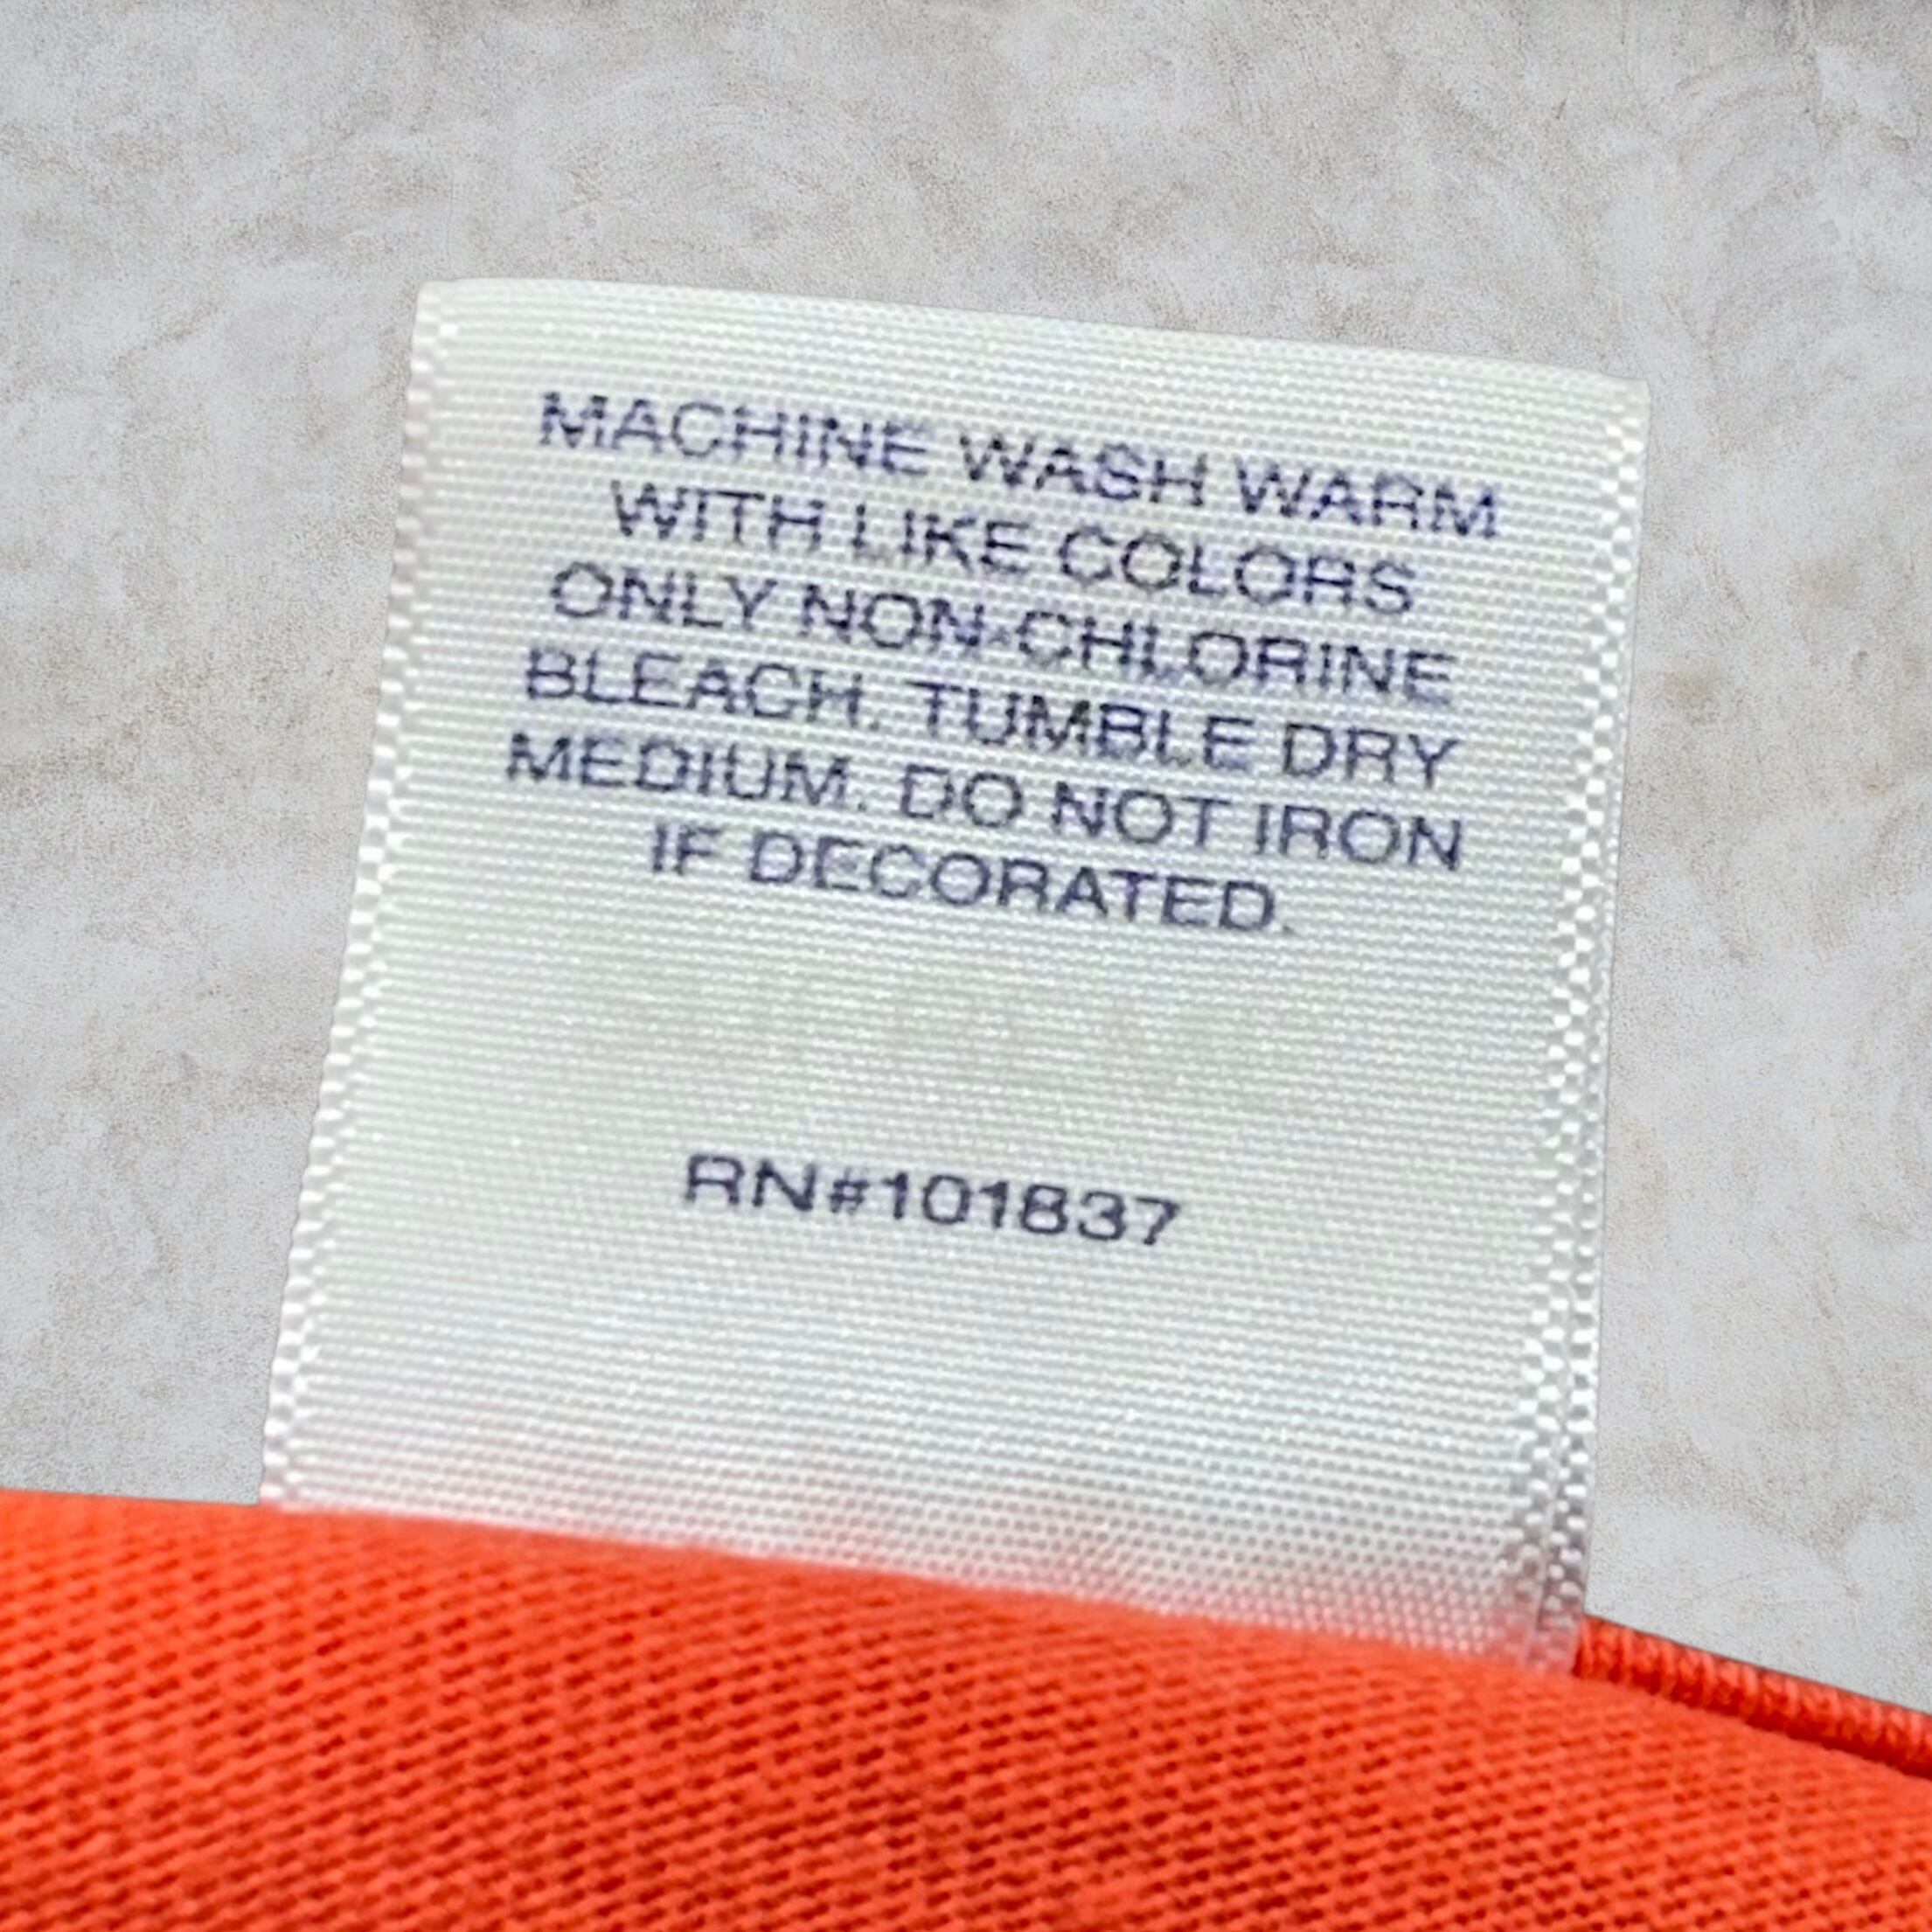 MACHINE WASH WARM
WITH LIKE COLORS
ONLY NON-CHLORINE
BLEACH. TUMBLE DRY
MEDIUM. DO NOT IRON
IF DECORATED.
RN#101837